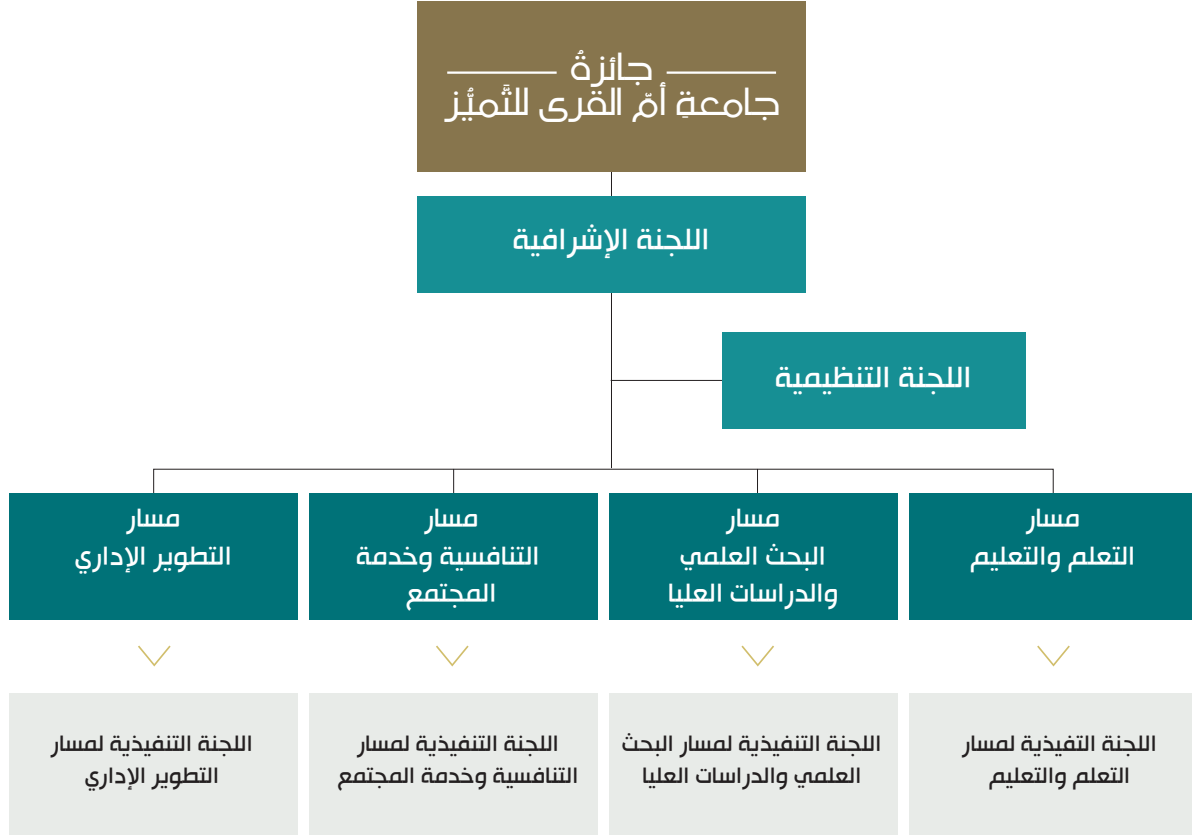 جائزةُ
جامعةِ أمّ القرى للتَّميُّز
اللجنة الإشرافية
اللجنة التنظيمية
مسار
التعلم والتعليم
مسار
البحث العلمي
والدراسات العليا
مسار
التنافسية وخدمة
المجتمع
مسار
التطوير الإداري
اللجنة التفيذية لمسار
التعلم والتعليم
اللجنة التنفيذية لمسار البحث
العلمي والدراسات العليا
اللجنة التنفيذية لمسار
التنافسية وخدمة المجتمع
اللجنة التنفيذية لمسار
التطوير الإداري